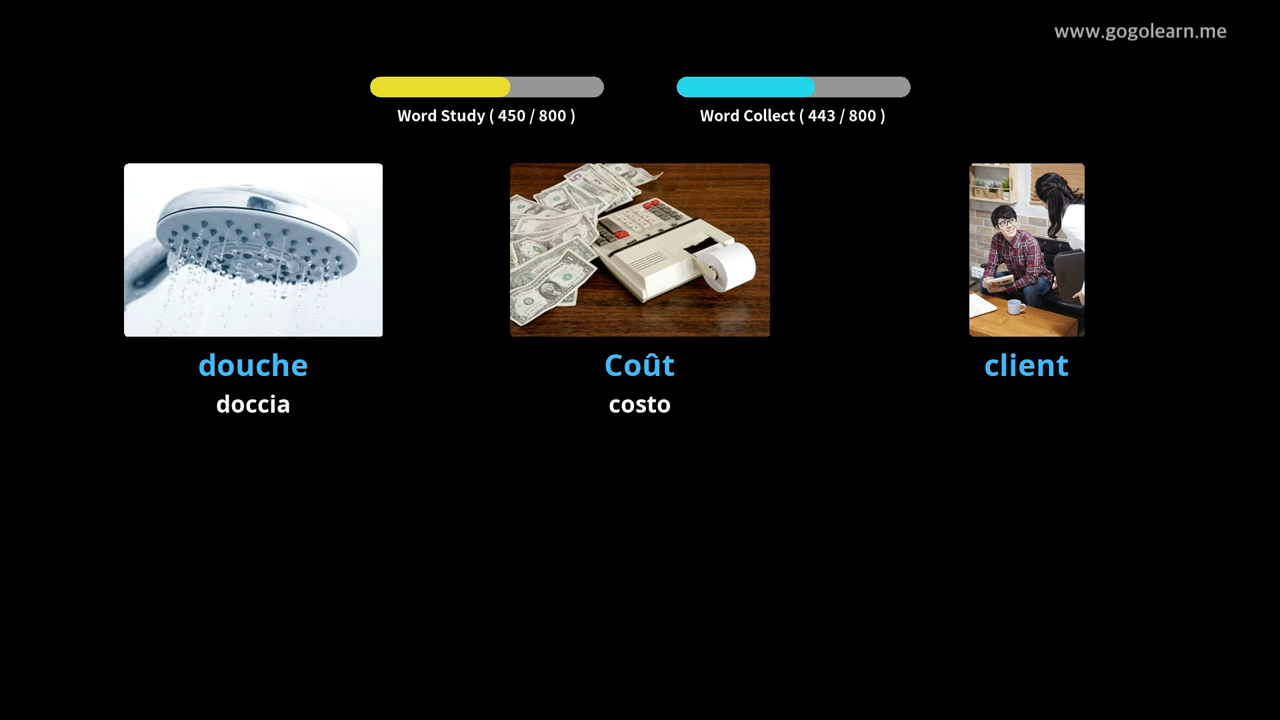 www.gogolearn.me
Word Study ( 450 / 800 )
Word Collect ( 443 / 800 )
douche
doccia
Coût
costo
client